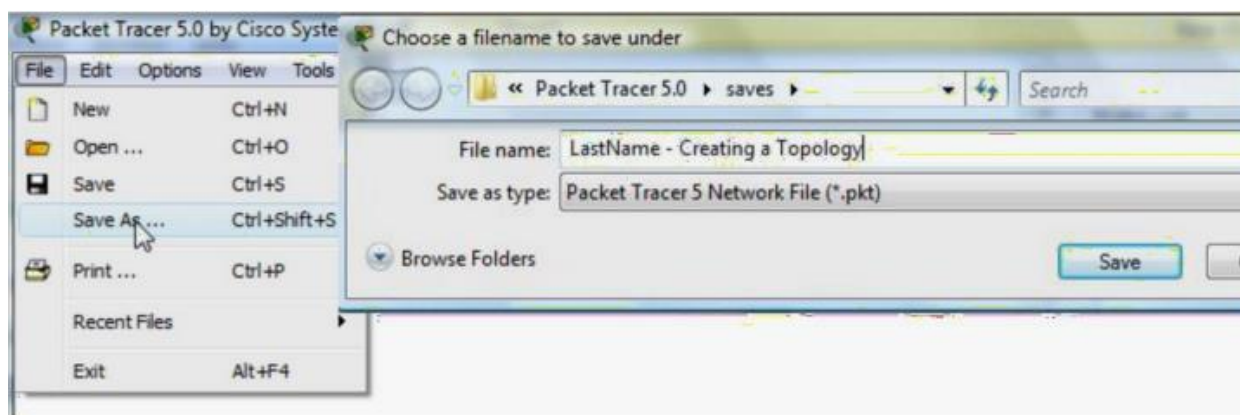 Packet Tracer 5.0 by Cisco Syste
File Edit Options View Tools
New Ctrl+N
Open ... Ctrl+O
Save Ctrl+S
Save As ... Ctrl+Shift+S
Print ... Ctrl+P
Recent Files
Exit Alt+F4
Choose a filename to save under
« Packet Tracer 5.0 saves
Search
File name: LastName - Creating a Topology
Save as type: Packet Tracer 5 Network File (*.pkt)
Browse Folders
Save